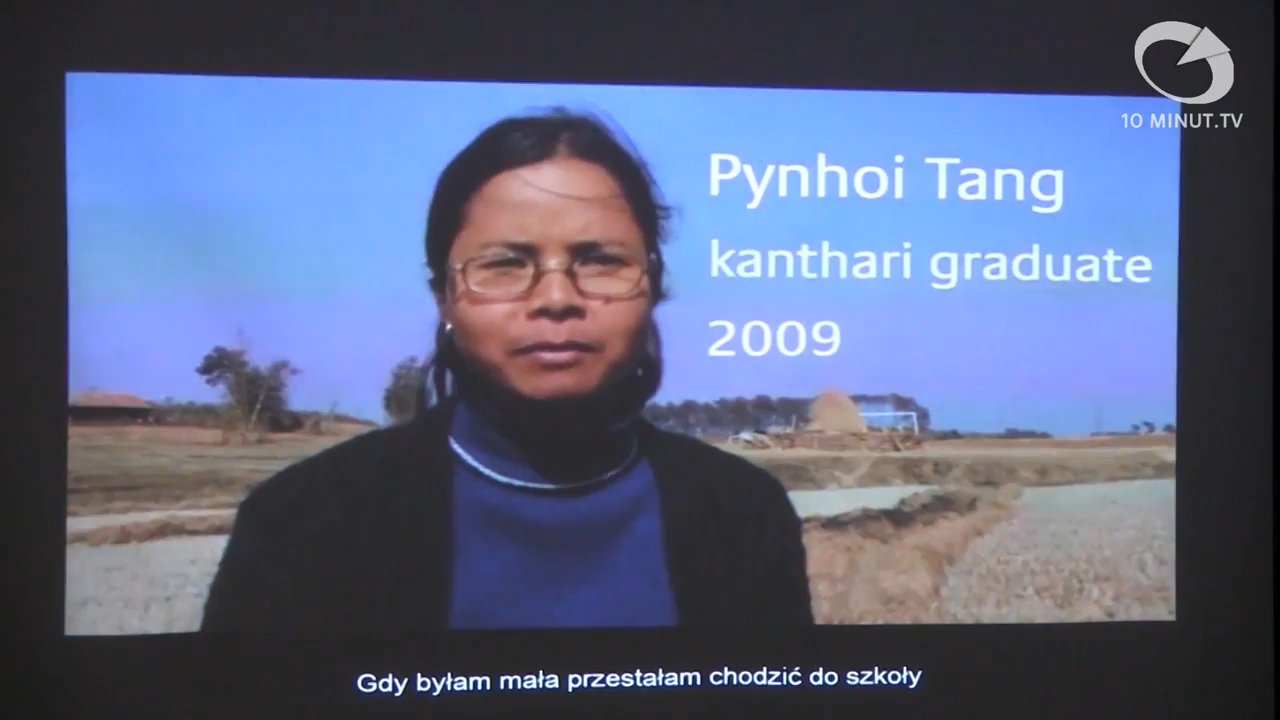 10 MINUT.TV
Pynhoi Tang
kanthari graduate
2009
Gdy byłam mała przestałam chodzić do szkoły